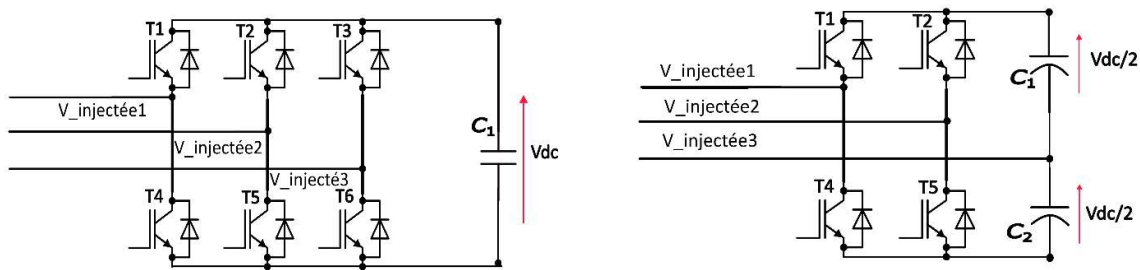 T1
T2
T3
V_injectée1
V_injectée2
V_injecté3
C1
Vdc
T4
T5
T6
T1
T2
V_injectée1
V_injectée2
V_injectée3
C1
Vdc/2
T4
T5
C2
Vdc/2